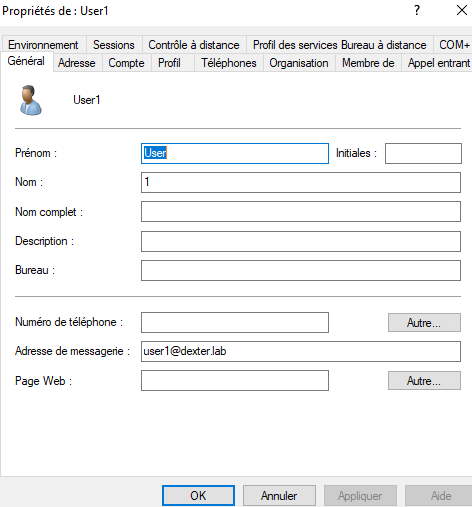 Propriétés de : User1 ? ×
Environnement Sessions Contrôle à distance Profil des services Bureau à distance COM+
Général Adresse Compte Profil Téléphones Organisation Membre de Appel entrant
User1
Prénom : User Initiales :
Nom : 1
Nom complet :
Description :
Bureau :
Numéro de téléphone : Autre...
Adresse de messagerie : user1@dexter.lab
Page Web : Autre...
OK Annuler Appliquer Aide